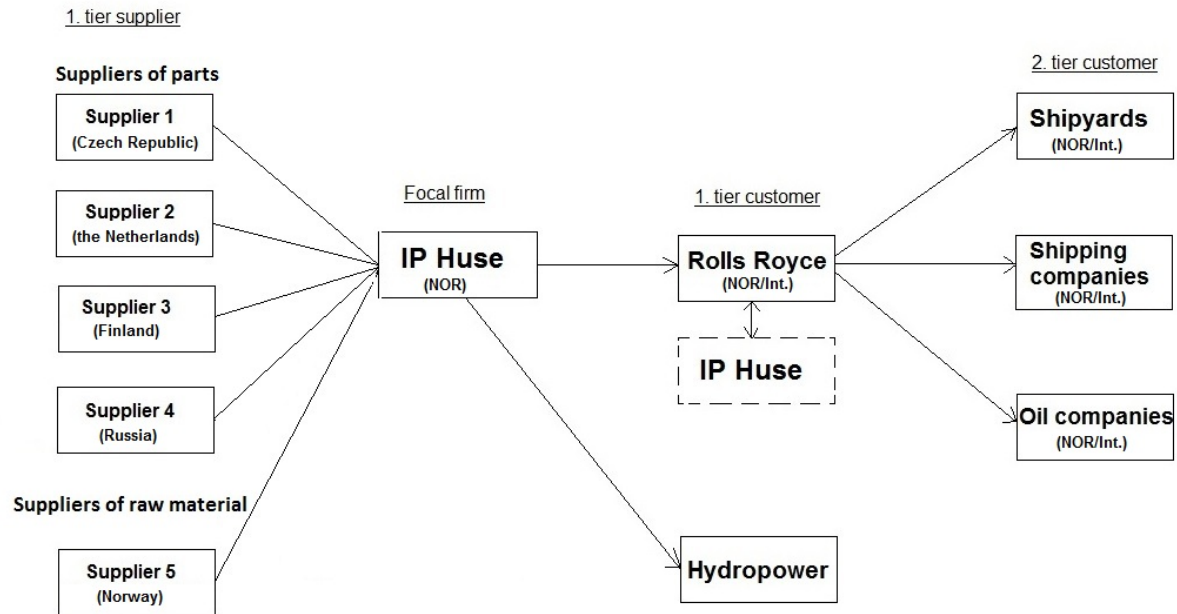 1. tier supplier
Suppliers of parts
Supplier 1
(Czech Republic)
Supplier 2
(the Netherlands)
Supplier 3
(Finland)
Supplier 4
(Russia)
Suppliers of raw material
Supplier 5
(Norway)
Focal firm
IP Huse
(NOR)
1. tier customer
Rolls Royce
(NOR/Int.)
IP Huse
Hydropower
2. tier customer
Shipyards
(NOR/Int.)
Shipping
companies
(NOR/Int.)
Oil companies
(NOR/Int.)